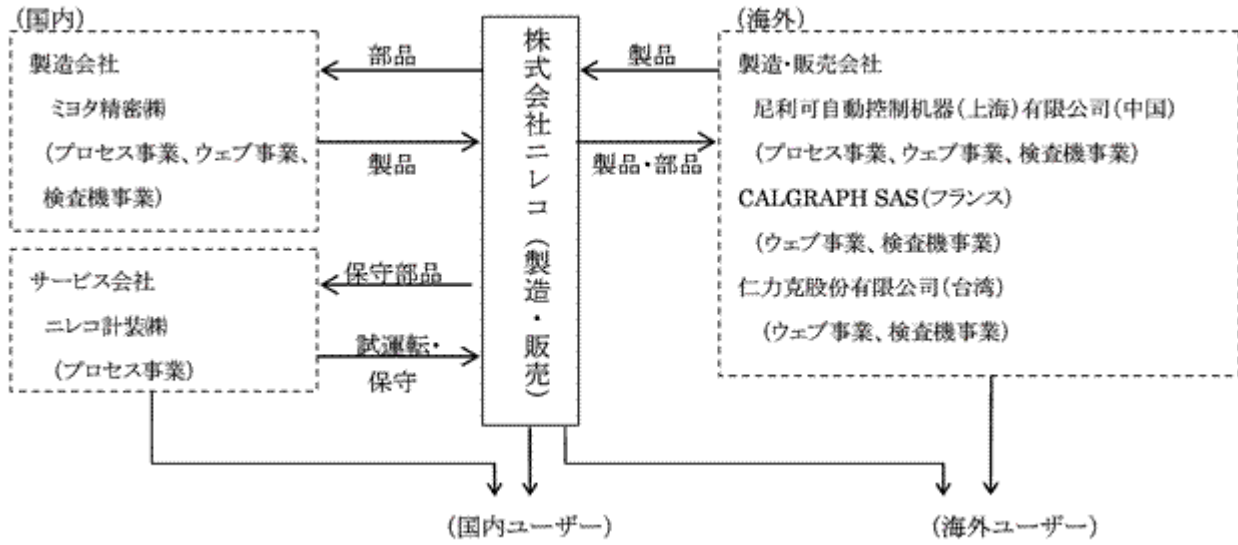 (国内)
製造会社
ミヨタ精密㈱
(プロセス事業、ウェブ事業、
検査機事業)
サービス会社
ニレコ計装㈱
(プロセス事業)
部品
製品
保守部品
試運転・
保守
株式会社ニレコ(製造・販売)
製品
製品・部品
(海外)
製造・販売会社
尼利可自動控制机器(上海)有限公司(中国)
(プロセス事業、ウェブ事業、検査機事業)
CALGRAPH SAS(フランス)
(ウェブ事業、検査機事業)
仁力克股份有限公司(台湾)
(ウェブ事業、検査機事業)
(国内ユーザー)
(海外ユーザー)